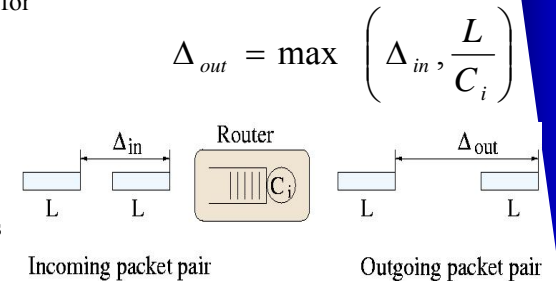 for
Δout = max (Δin, L/Ci)
Δin Router Δout
Ci
L L L L
s
Incoming packet pair Outgoing packet pair